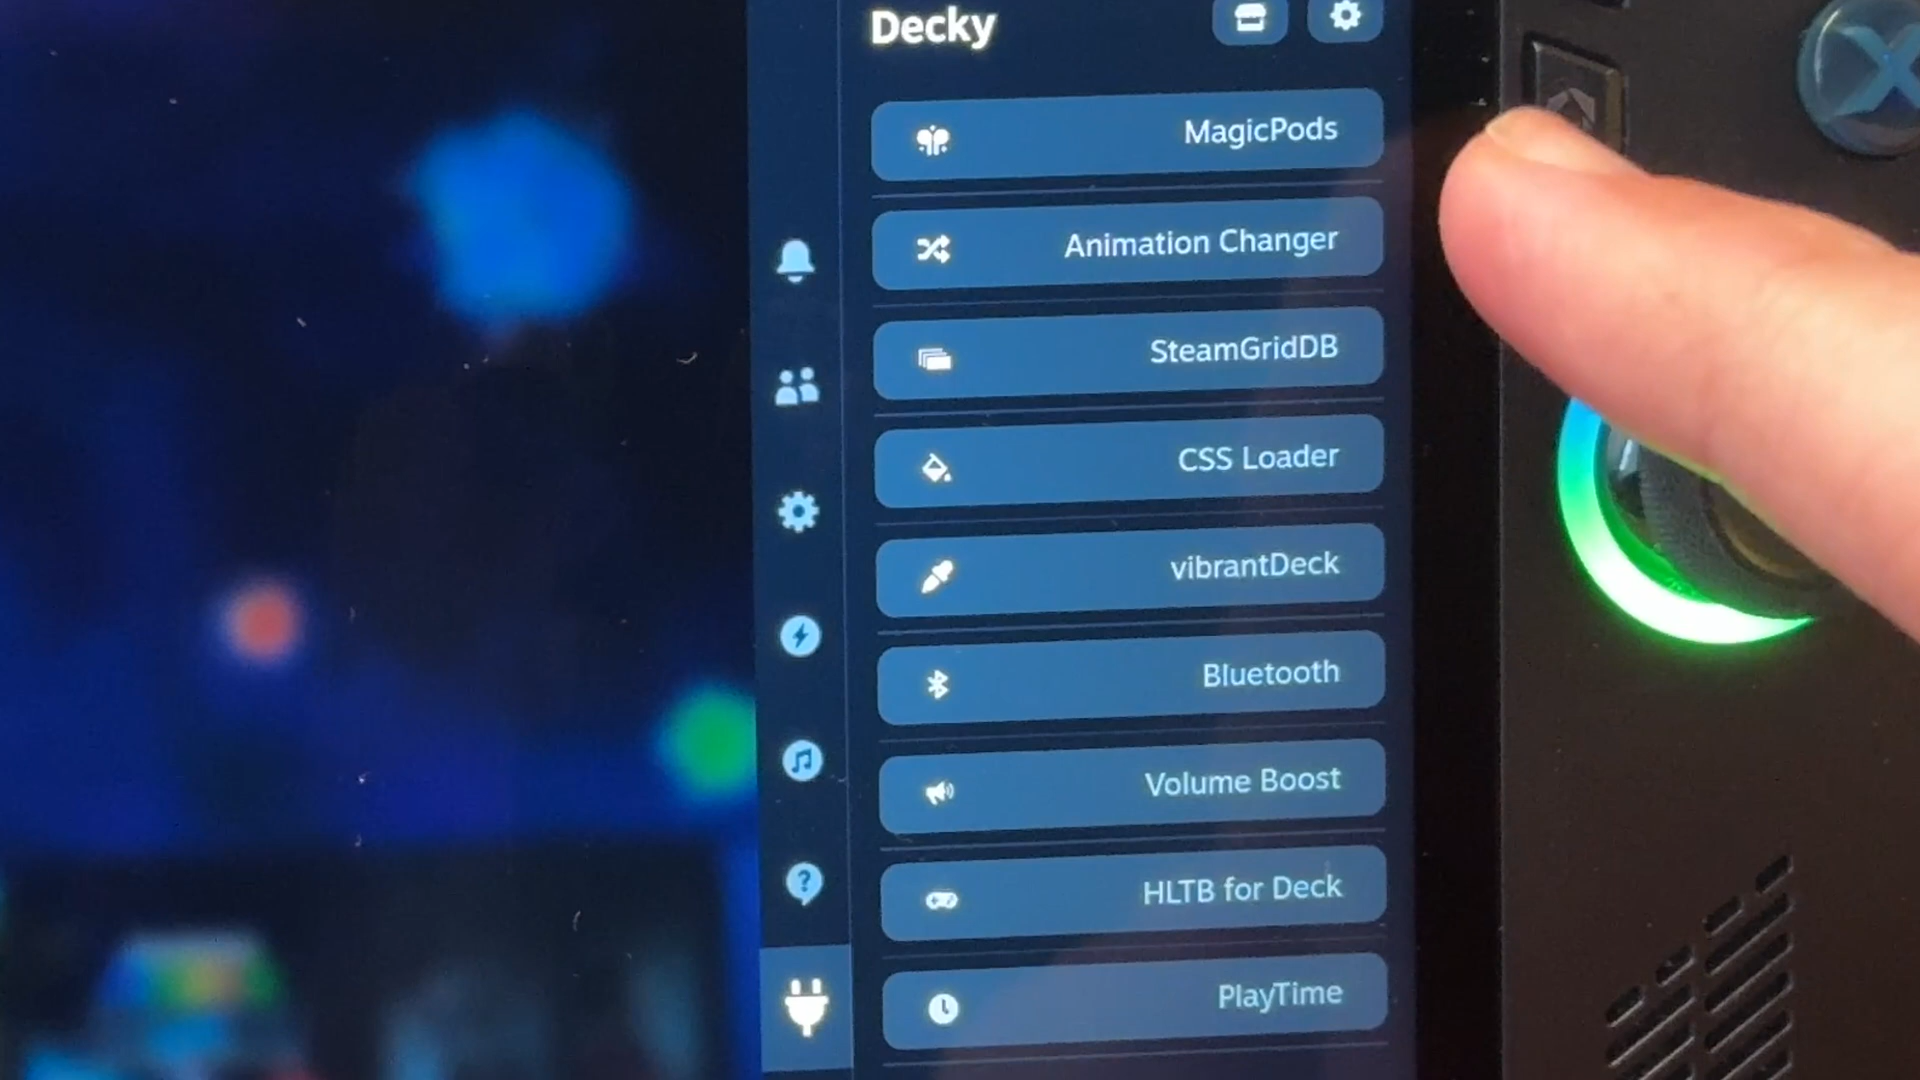 Decky
MagicPods
Animation Changer
SteamGridDB
CSS Loader
vibrantDeck
Bluetooth
Volume Boost
HLTB for Deck
PlayTime
X